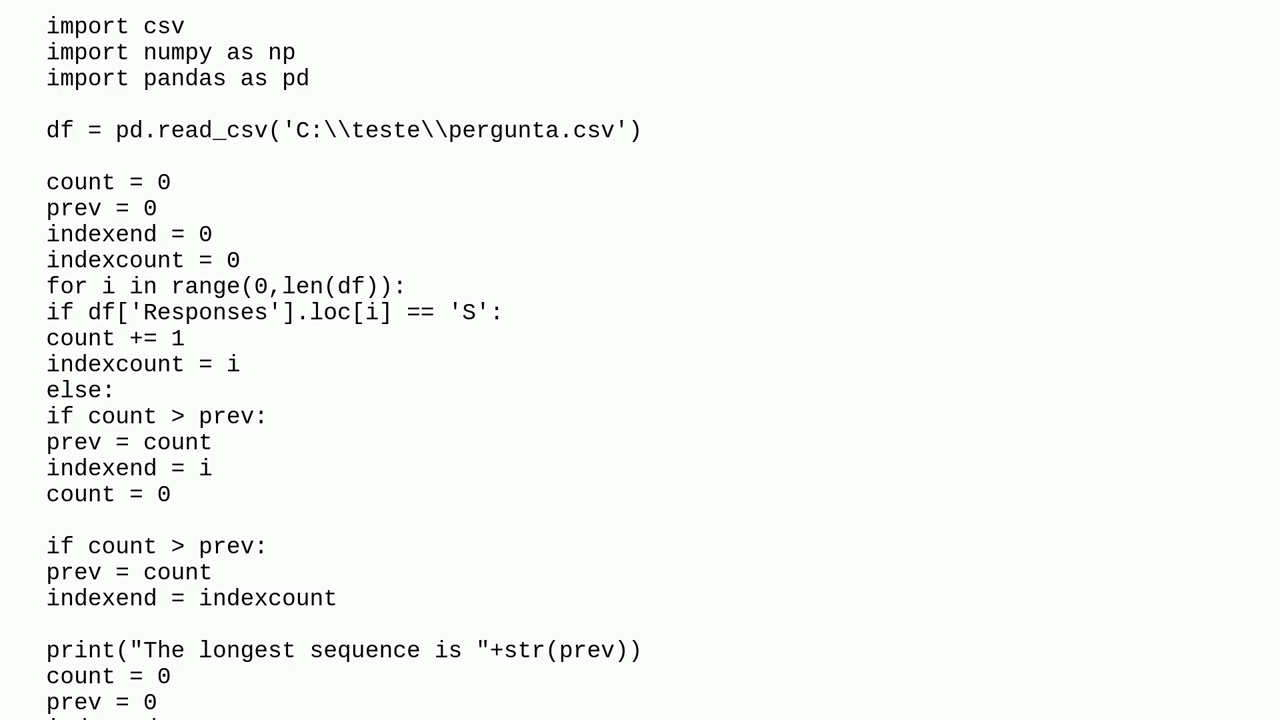 import csv
import numpy as np
import pandas as pd
df = pd.read_csv('C:\\teste\\pergunta.csv')
count = 0
prev = 0
indexend = 0
indexcount = 0
for i in range(0,len(df)):
if df['Responses'].loc[i] == 'S':
count += 1
indexcount = i
else:
if count > prev:
prev = count
indexend = i
count = 0
if count > prev:
prev = count
indexend = indexcount
print("The longest sequence is "+str(prev))
count = 0
prev = 0